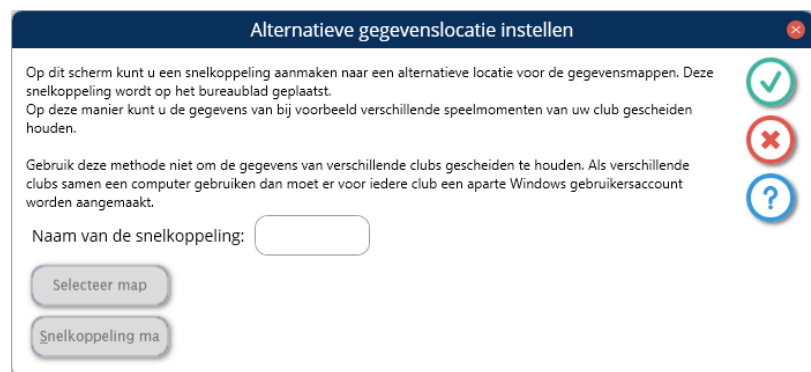 Alternatieve gegevenslocatie instellen
Op dit scherm kunt u een snelkoppeling aanmaken naar een alternatieve locatie voor de gegevensmappen. Deze
snelkoppeling wordt op het bureaublad geplaatst.
Op deze manier kunt u de gegevens van bij voorbeeld verschillende speelmomenten van uw club gescheiden
houden.
Gebruik deze methode niet om de gegevens van verschillende clubs gescheiden te houden. Als verschillende
clubs samen een computer gebruiken dan moet er voor iedere club een aparte Windows gebruikersaccount
worden aangemaakt.
Naam van de snelkoppeling:
Selecteer map
Snelkoppeling ma